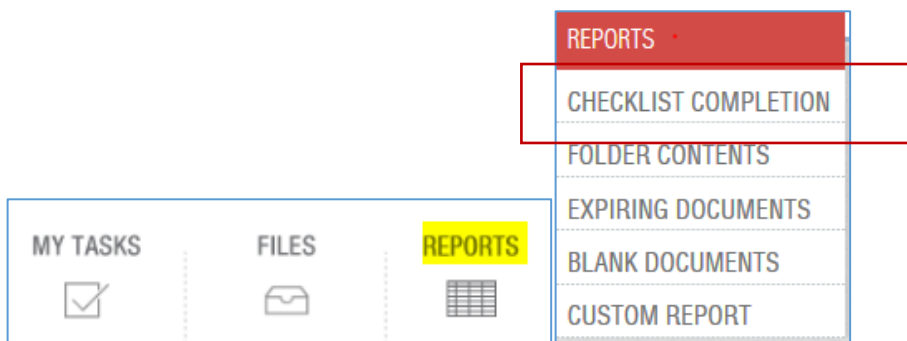 REPORTS
CHECKLIST COMPLETION
FOLDER CONTENTS
EXPIRING DOCUMENTS
BLANK DOCUMENTS
CUSTOM REPORT
MY TASKS
FILES
REPORTS